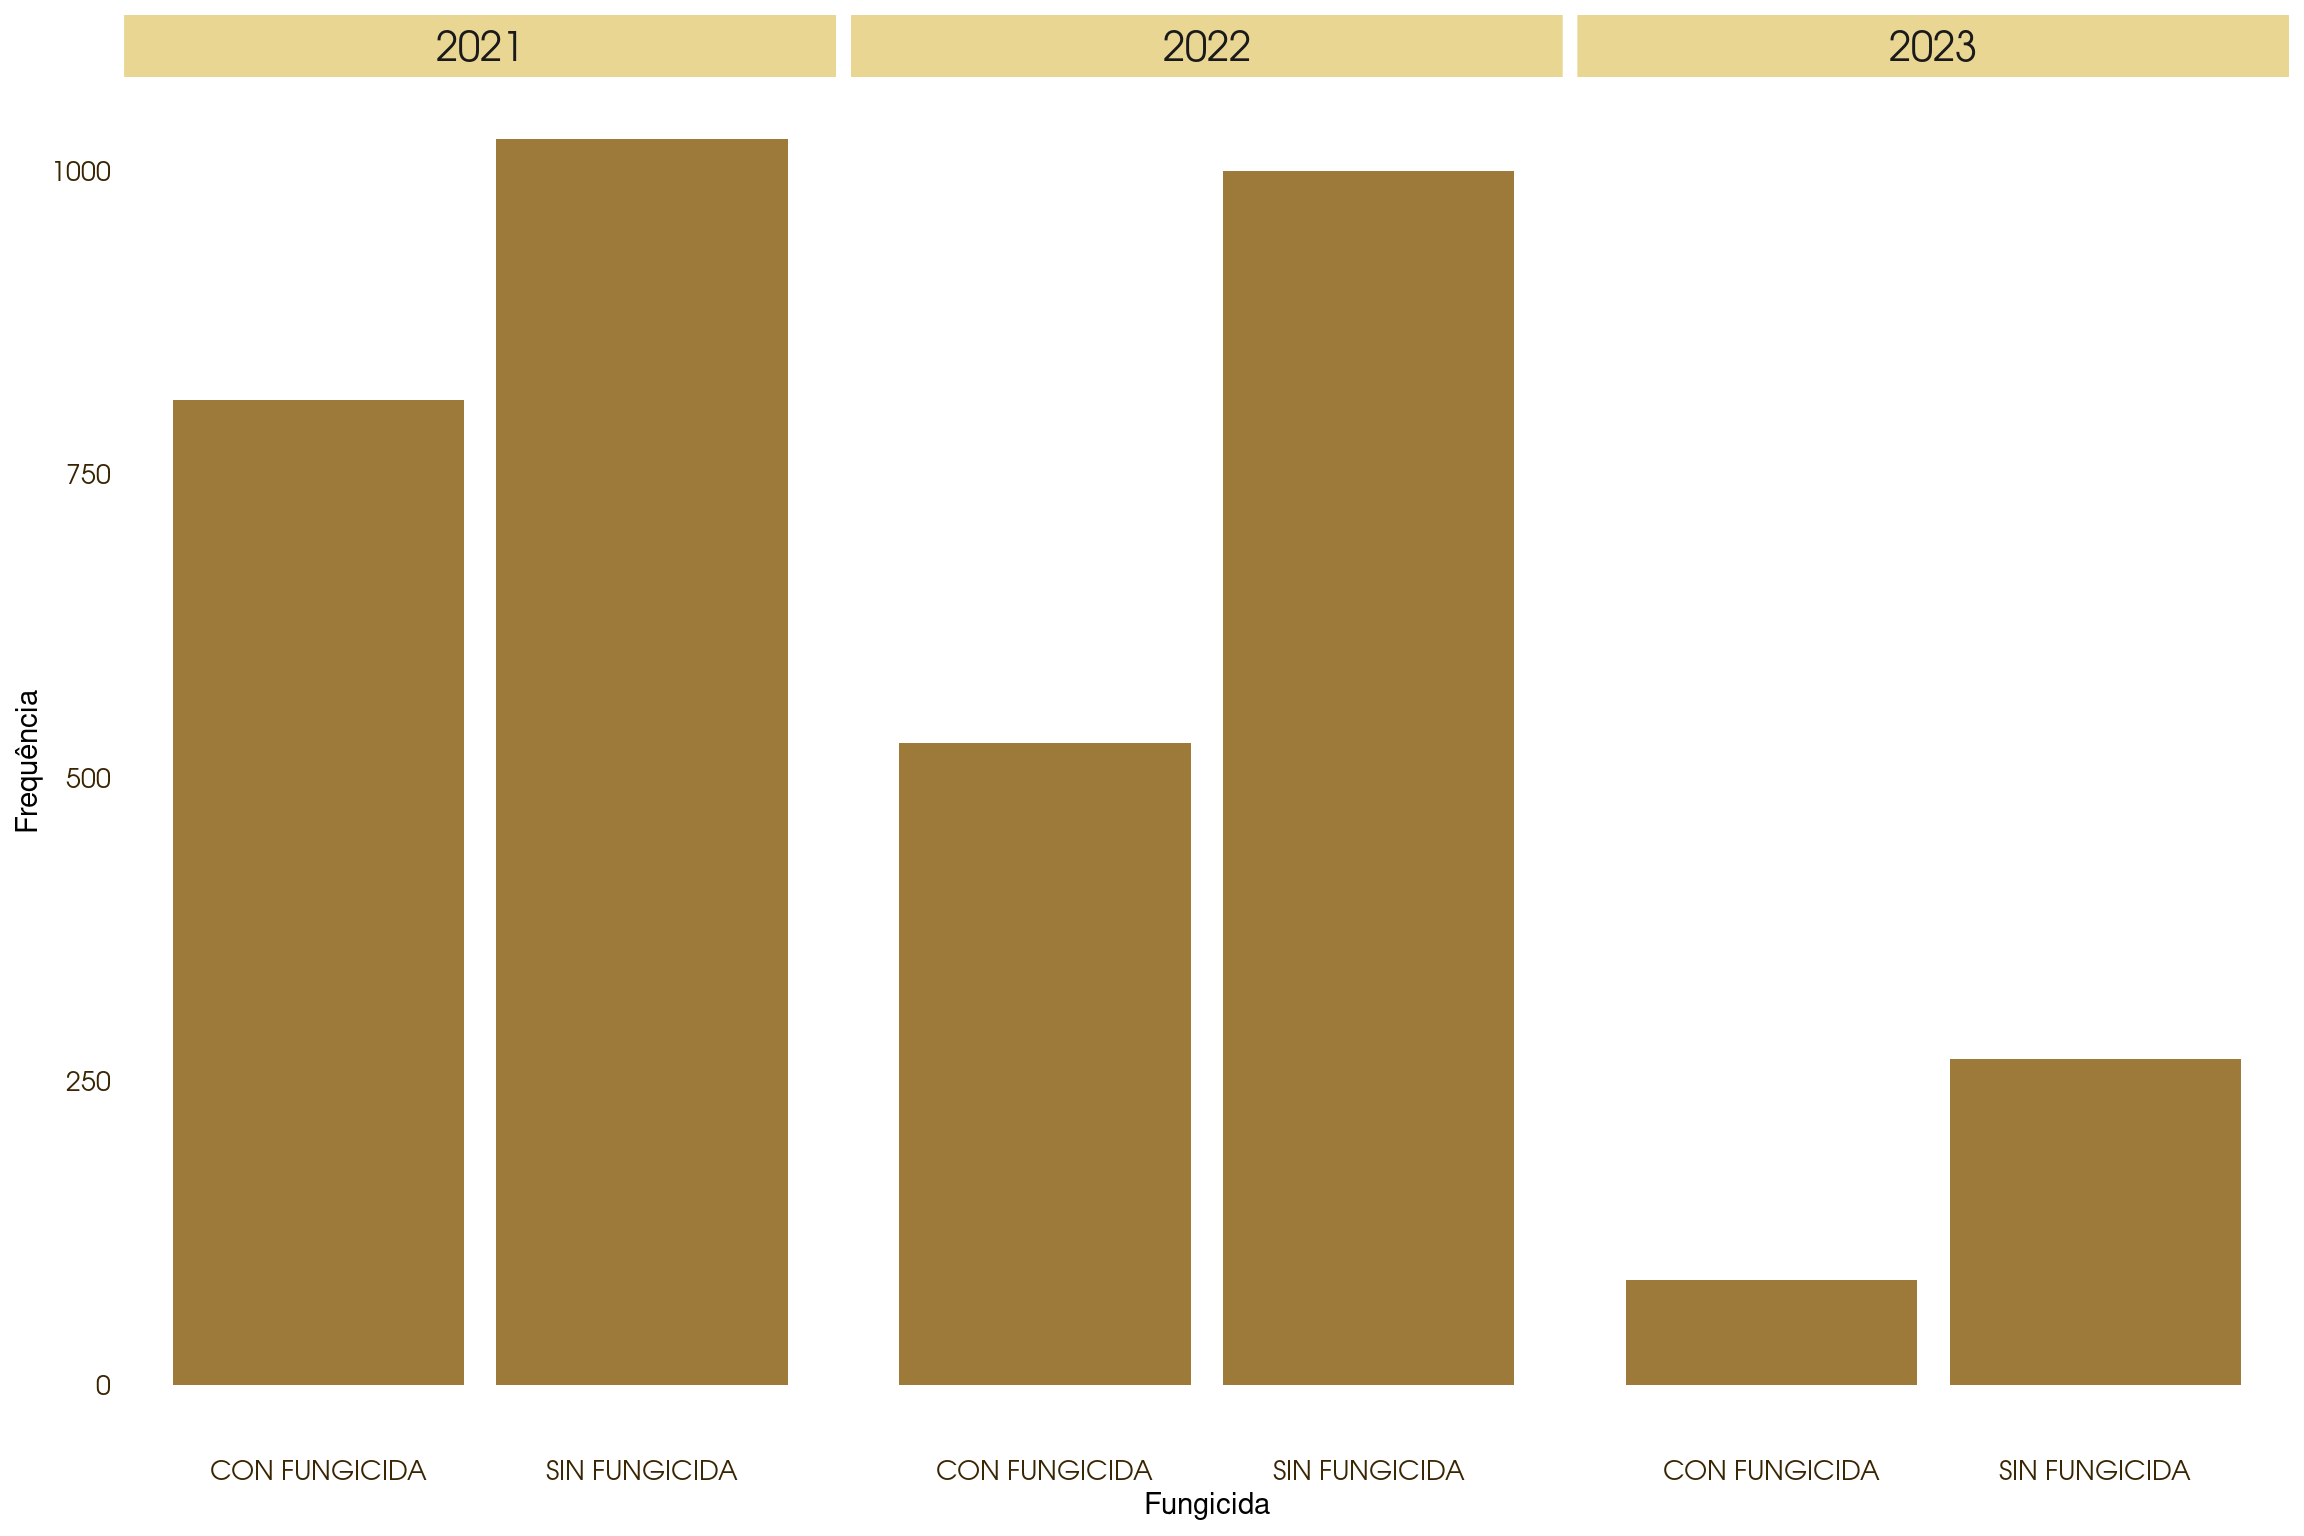 2021 2022 2023
1000
750
500
250
0
Frequência
CON FUNGICIDA SIN FUNGICIDA CON FUNGICIDA SIN FUNGICIDA CON FUNGICIDA SIN FUNGICIDA
Fungicida